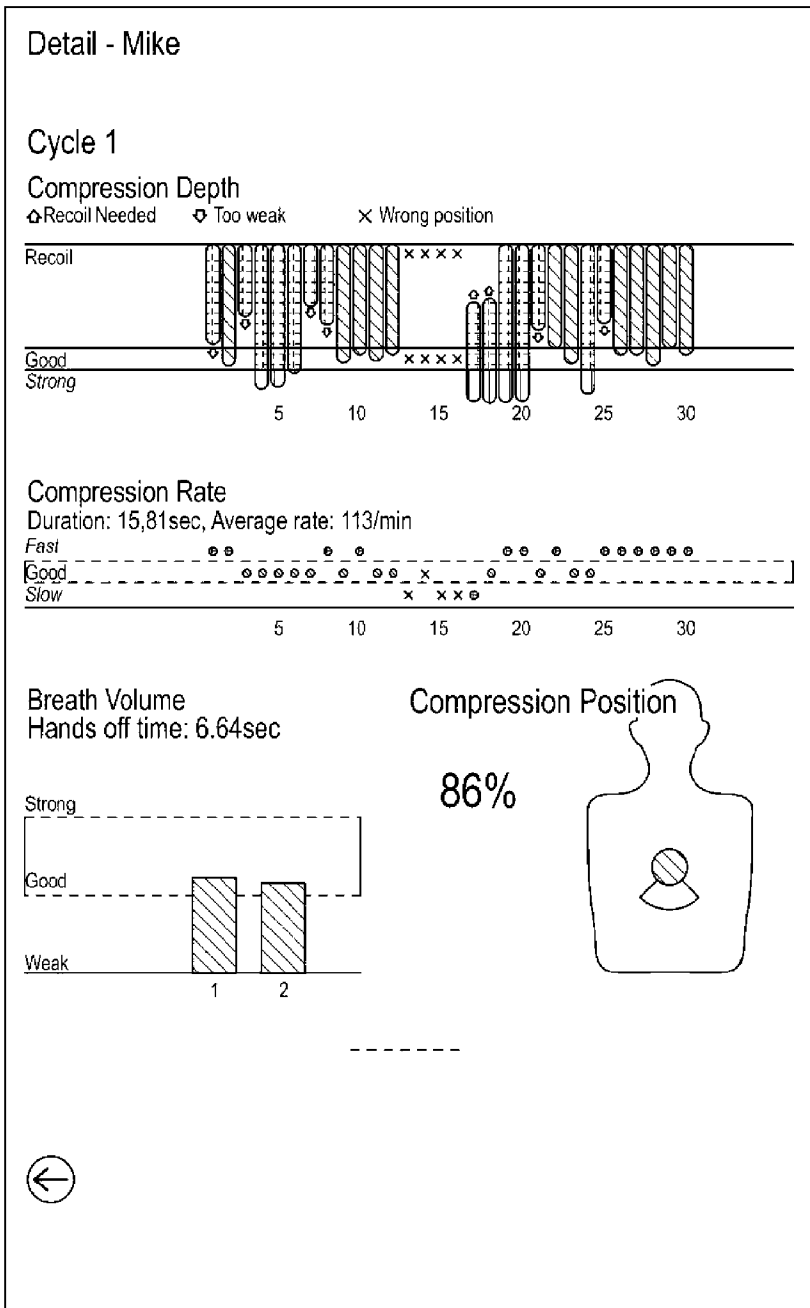 Detail - Mike
Cycle 1
Compression Depth
Recoil Needed Too weak × Wrong position
Recoil
Good
Strong
5 10 15 20 25 30
Compression Rate
Duration: 15,81sec, Average rate: 113/min
Fast
Good
Slow
5 10 15 20 25 30
Breath Volume
Hands off time: 6.64sec
Strong
Good
Weak
1 2
Compression Position
86%